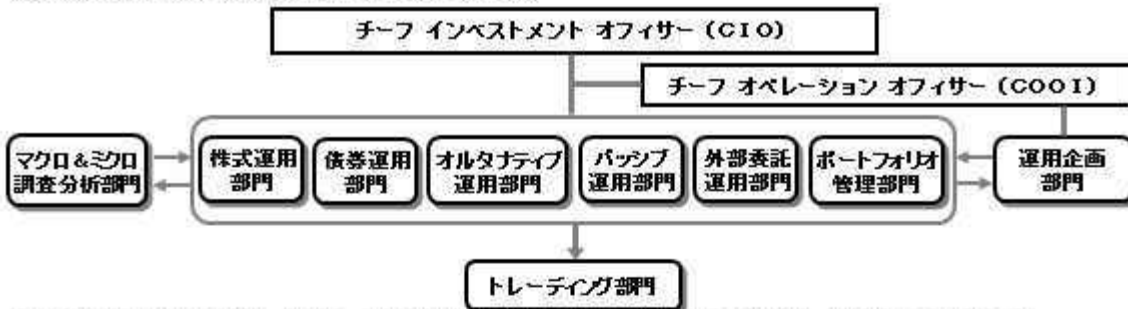 チーフ インベストメント オフィサー (CIO)
チーフ オペレーション オフィサー (COOI)
マクロ&ミクロ
調査分析部門
株式運用
部門
債券運用
部門
オルタナティブ
運用部門
パッシブ
運用部門
外部委託
運用部門
ポートフォリオ
管理部門
運用企画
部門
トレーディング部門